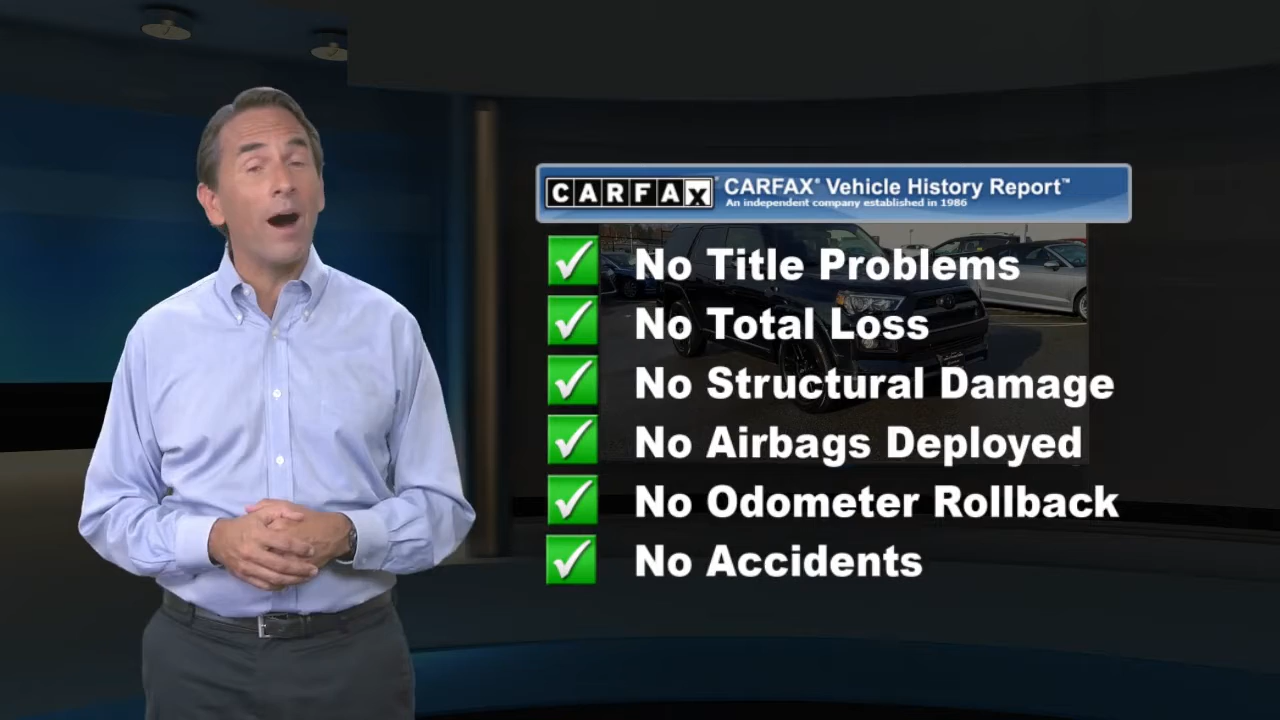 CARFAX® CARFAX® Vehicle History Report™
An independent company established in 1986
No Title Problems
No Total Loss
No Structural Damage
No Airbags Deployed
No Odometer Rollback
No Accidents